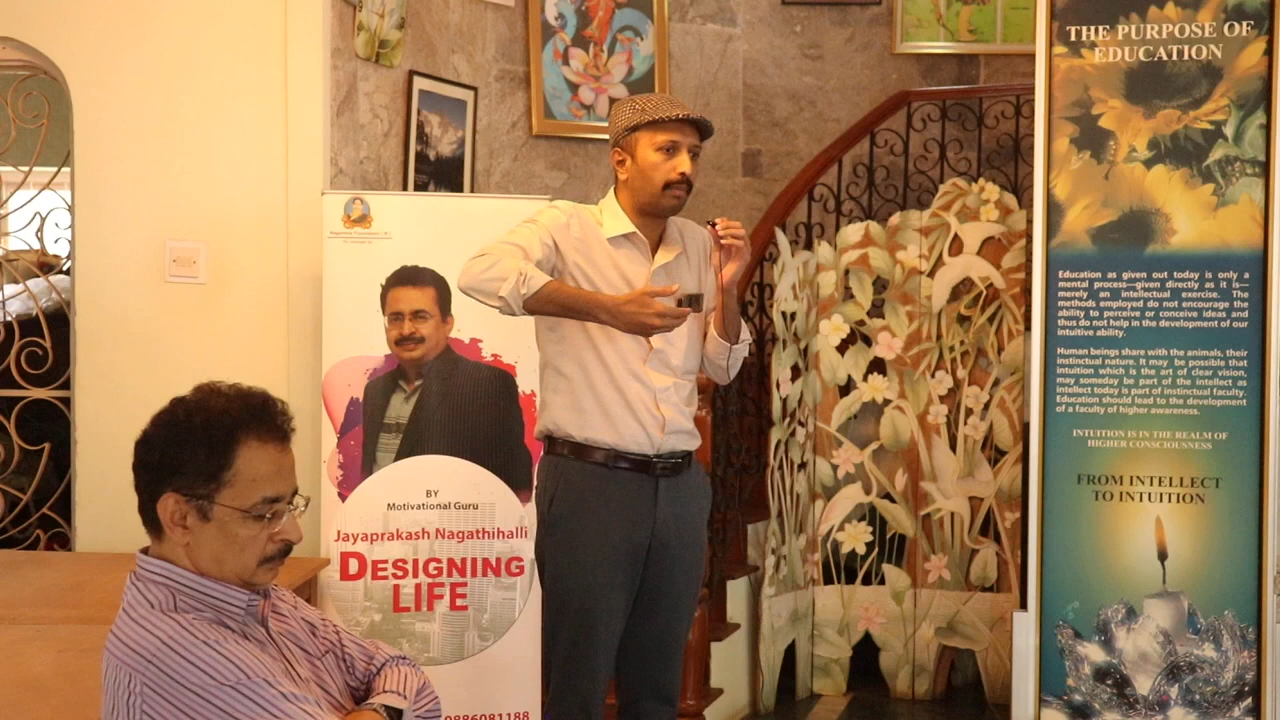 Nagathihalli Foundation (R)
BY
Motivational Guru
Jayaprakash Nagathihalli
DESIGNING
LIFE
9886081188
THE PURPOSE OF
EDUCATION
Education as given out today is only a
mental process—given directly as it is—
merely an intellectual exercise. The
methods employed do not encourage the
ability to perceive or conceive ideas and
thus do not help in the development of our
intuitive ability.
Human beings share with the animals, their
instinctual nature. It may be possible that
intuition which is the art of clear vision,
may someday be part of the intellect as
intellect today is part of instinctual faculty.
Education should lead to the development
of a faculty of higher awareness.
INTUITION IS IN THE REALM OF
HIGHER CONSCIOUSNESS
FROM INTELLECT
TO INTUITION